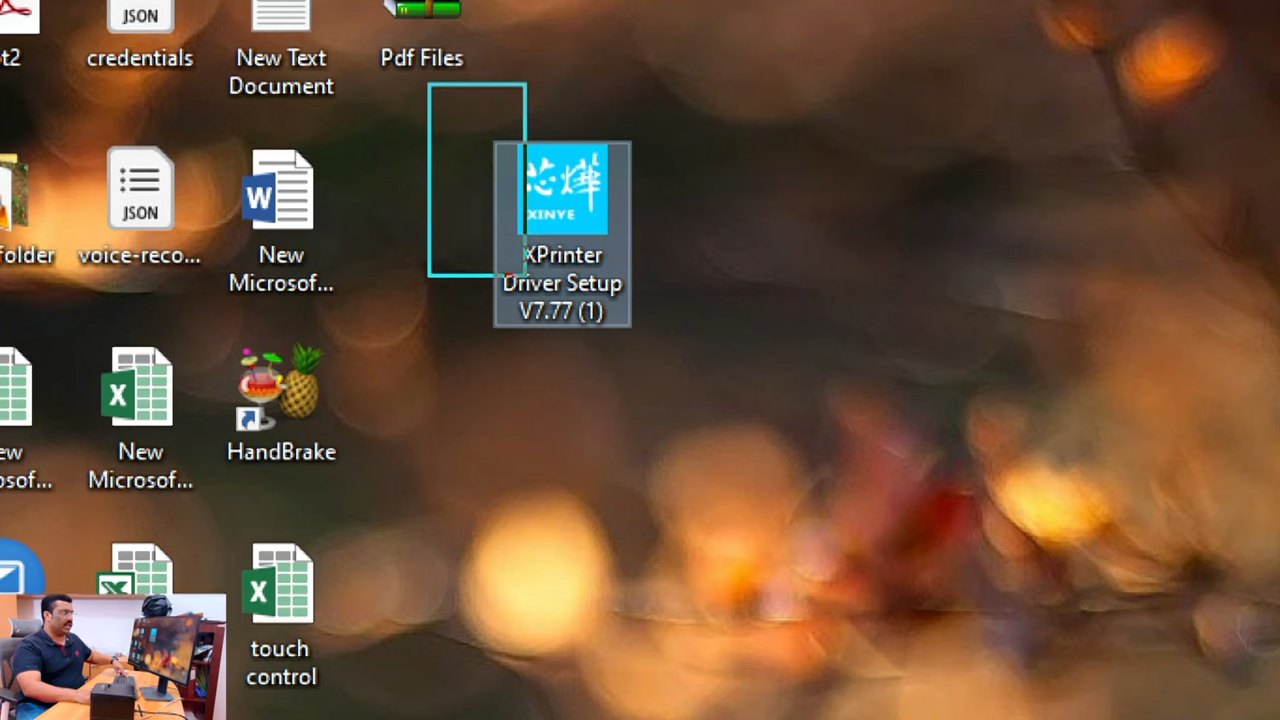 t2
JSON
credentials
New Text
Document
Pdf Files
folder
JSON
voice-reco...
W
New
Microsof...
芯燁
XINYE
XPrinter
Driver Setup
V7.77 (1)
ew
osof...
X
New
Microsof...
HandBrake
X
X
touch
control